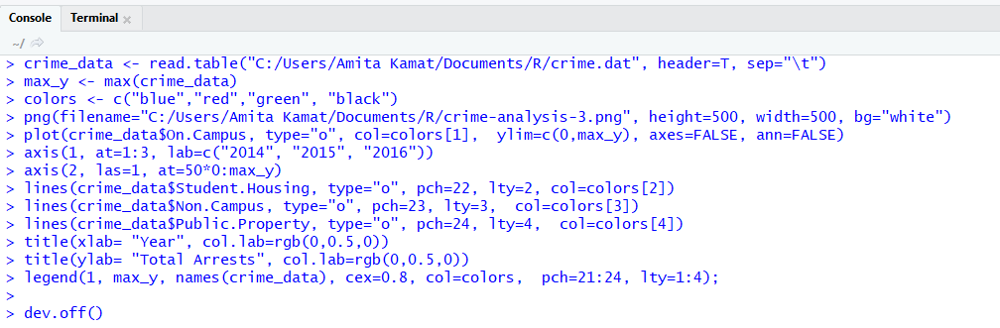 Console Terminal ×
~/
> crime_data <- read.table("C:/Users/Amita Kamat/Documents/R/crime.dat", header=T, sep="\t")
> max_y <- max(crime_data)
> colors <- c("blue","red","green", "black")
> png(filename="C:/Users/Amita Kamat/Documents/R/crime-analysis-3.png", height=500, width=500, bg="white")
> plot(crime_data$On.Campus, type="o", col=colors[1],  ylim=c(0,max_y), axes=FALSE, ann=FALSE)
> axis(1, at=1:3, lab=c("2014", "2015", "2016"))
> axis(2, las=1, at=50*0:max_y)
> lines(crime_data$Student.Housing, type="o", pch=22, lty=2, col=colors[2])
> lines(crime_data$Non.Campus, type="o", pch=23, lty=3,  col=colors[3])
> lines(crime_data$Public.Property, type="o", pch=24, lty=4,  col=colors[4])
> title(xlab= "Year", col.lab=rgb(0,0.5,0))
> title(ylab= "Total Arrests", col.lab=rgb(0,0.5,0))
> legend(1, max_y, names(crime_data), cex=0.8, col=colors,  pch=21:24, lty=1:4);
>
> dev.off()